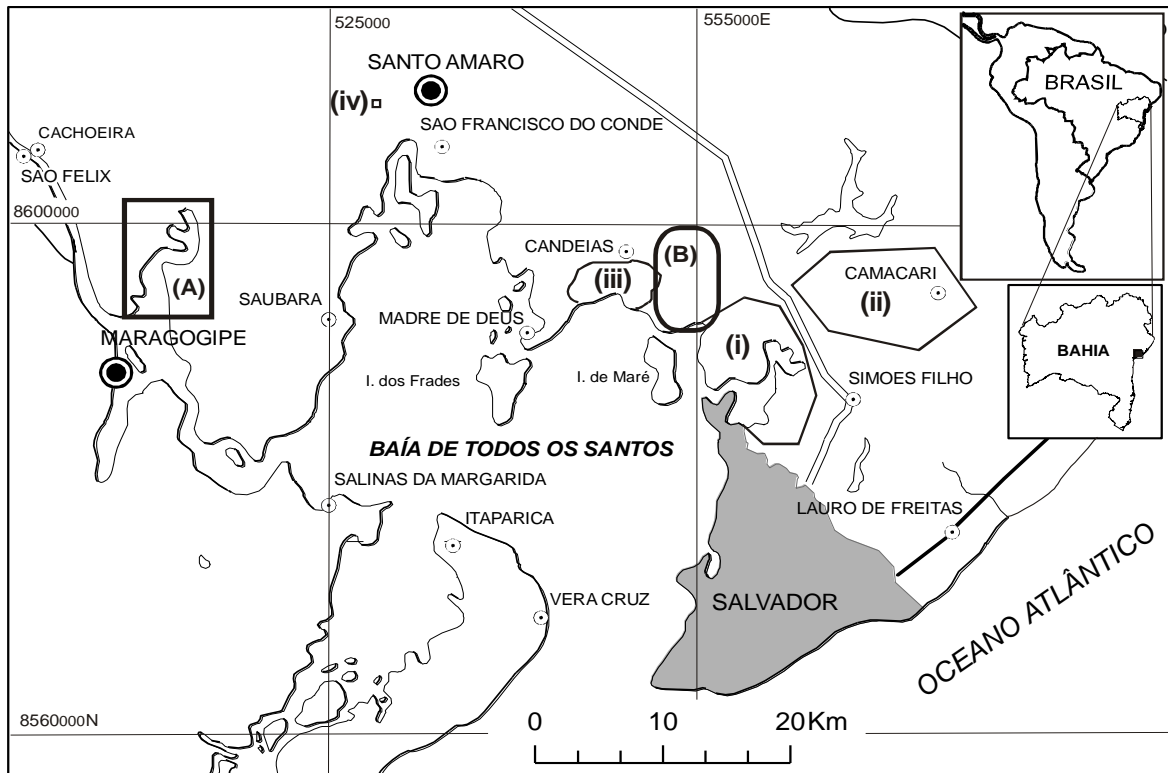 525000
555000E
SANTO AMARO
BRASIL
(iv)
SAO FRANCISCO DO CONDE
CACHOEIRA
SAO FELIX
8600000
CANDEIAS
(B)
(A)
(iii)
CAMACARI
(ii)
SAUBARA
MADRE DE DEUS
MARAGOGIPE
(i)
BAHIA
I. dos Frades
I. de Maré
SIMOES FILHO
BAÍA DE TODOS OS SANTOS
SALINAS DA MARGARIDA
LAURO DE FREITAS
ITAPARICA
VERA CRUZ
SALVADOR
OCEANO ATLÂNTICO
8560000N
0 10 20Km